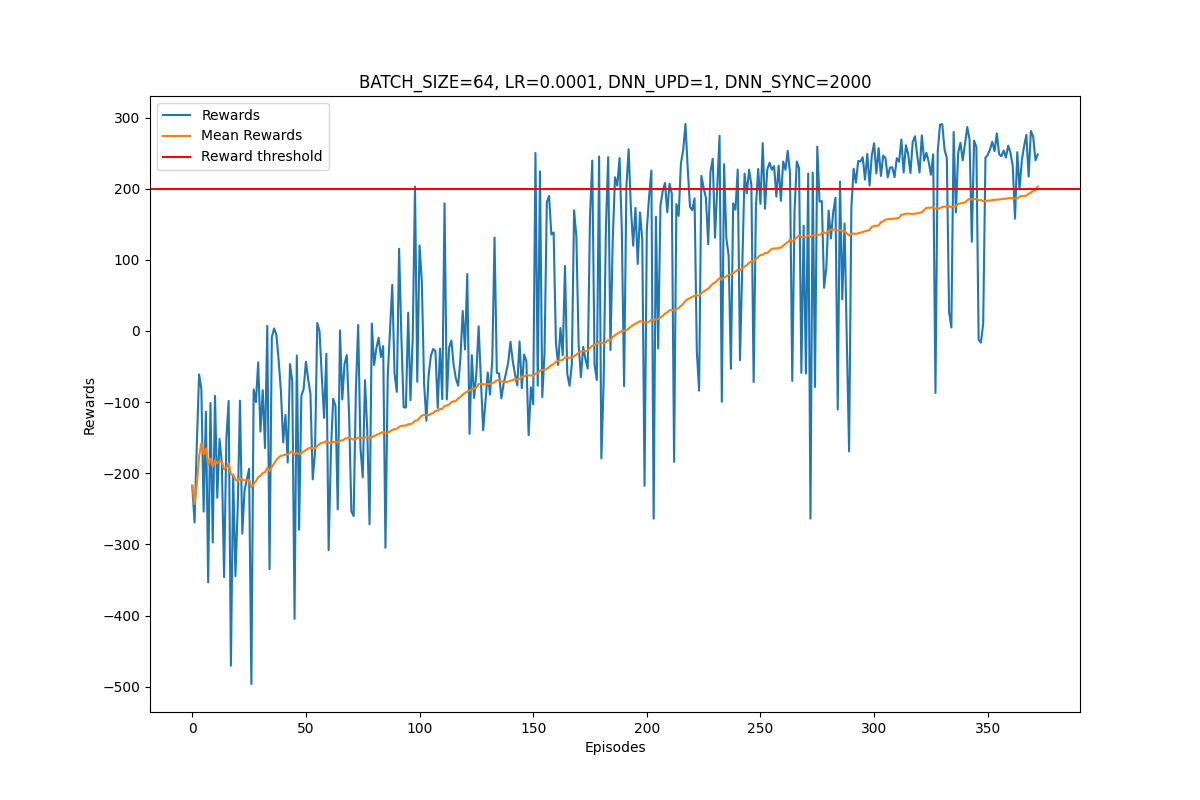 BATCH_SIZE=64, LR=0.0001, DNN_UPD=1, DNN_SYNC=2000
Rewards
Mean Rewards
Reward threshold
300
200
100
0
−100
−200
−300
−400
−500
Rewards
0 50 100 150 200 250 300 350
Episodes